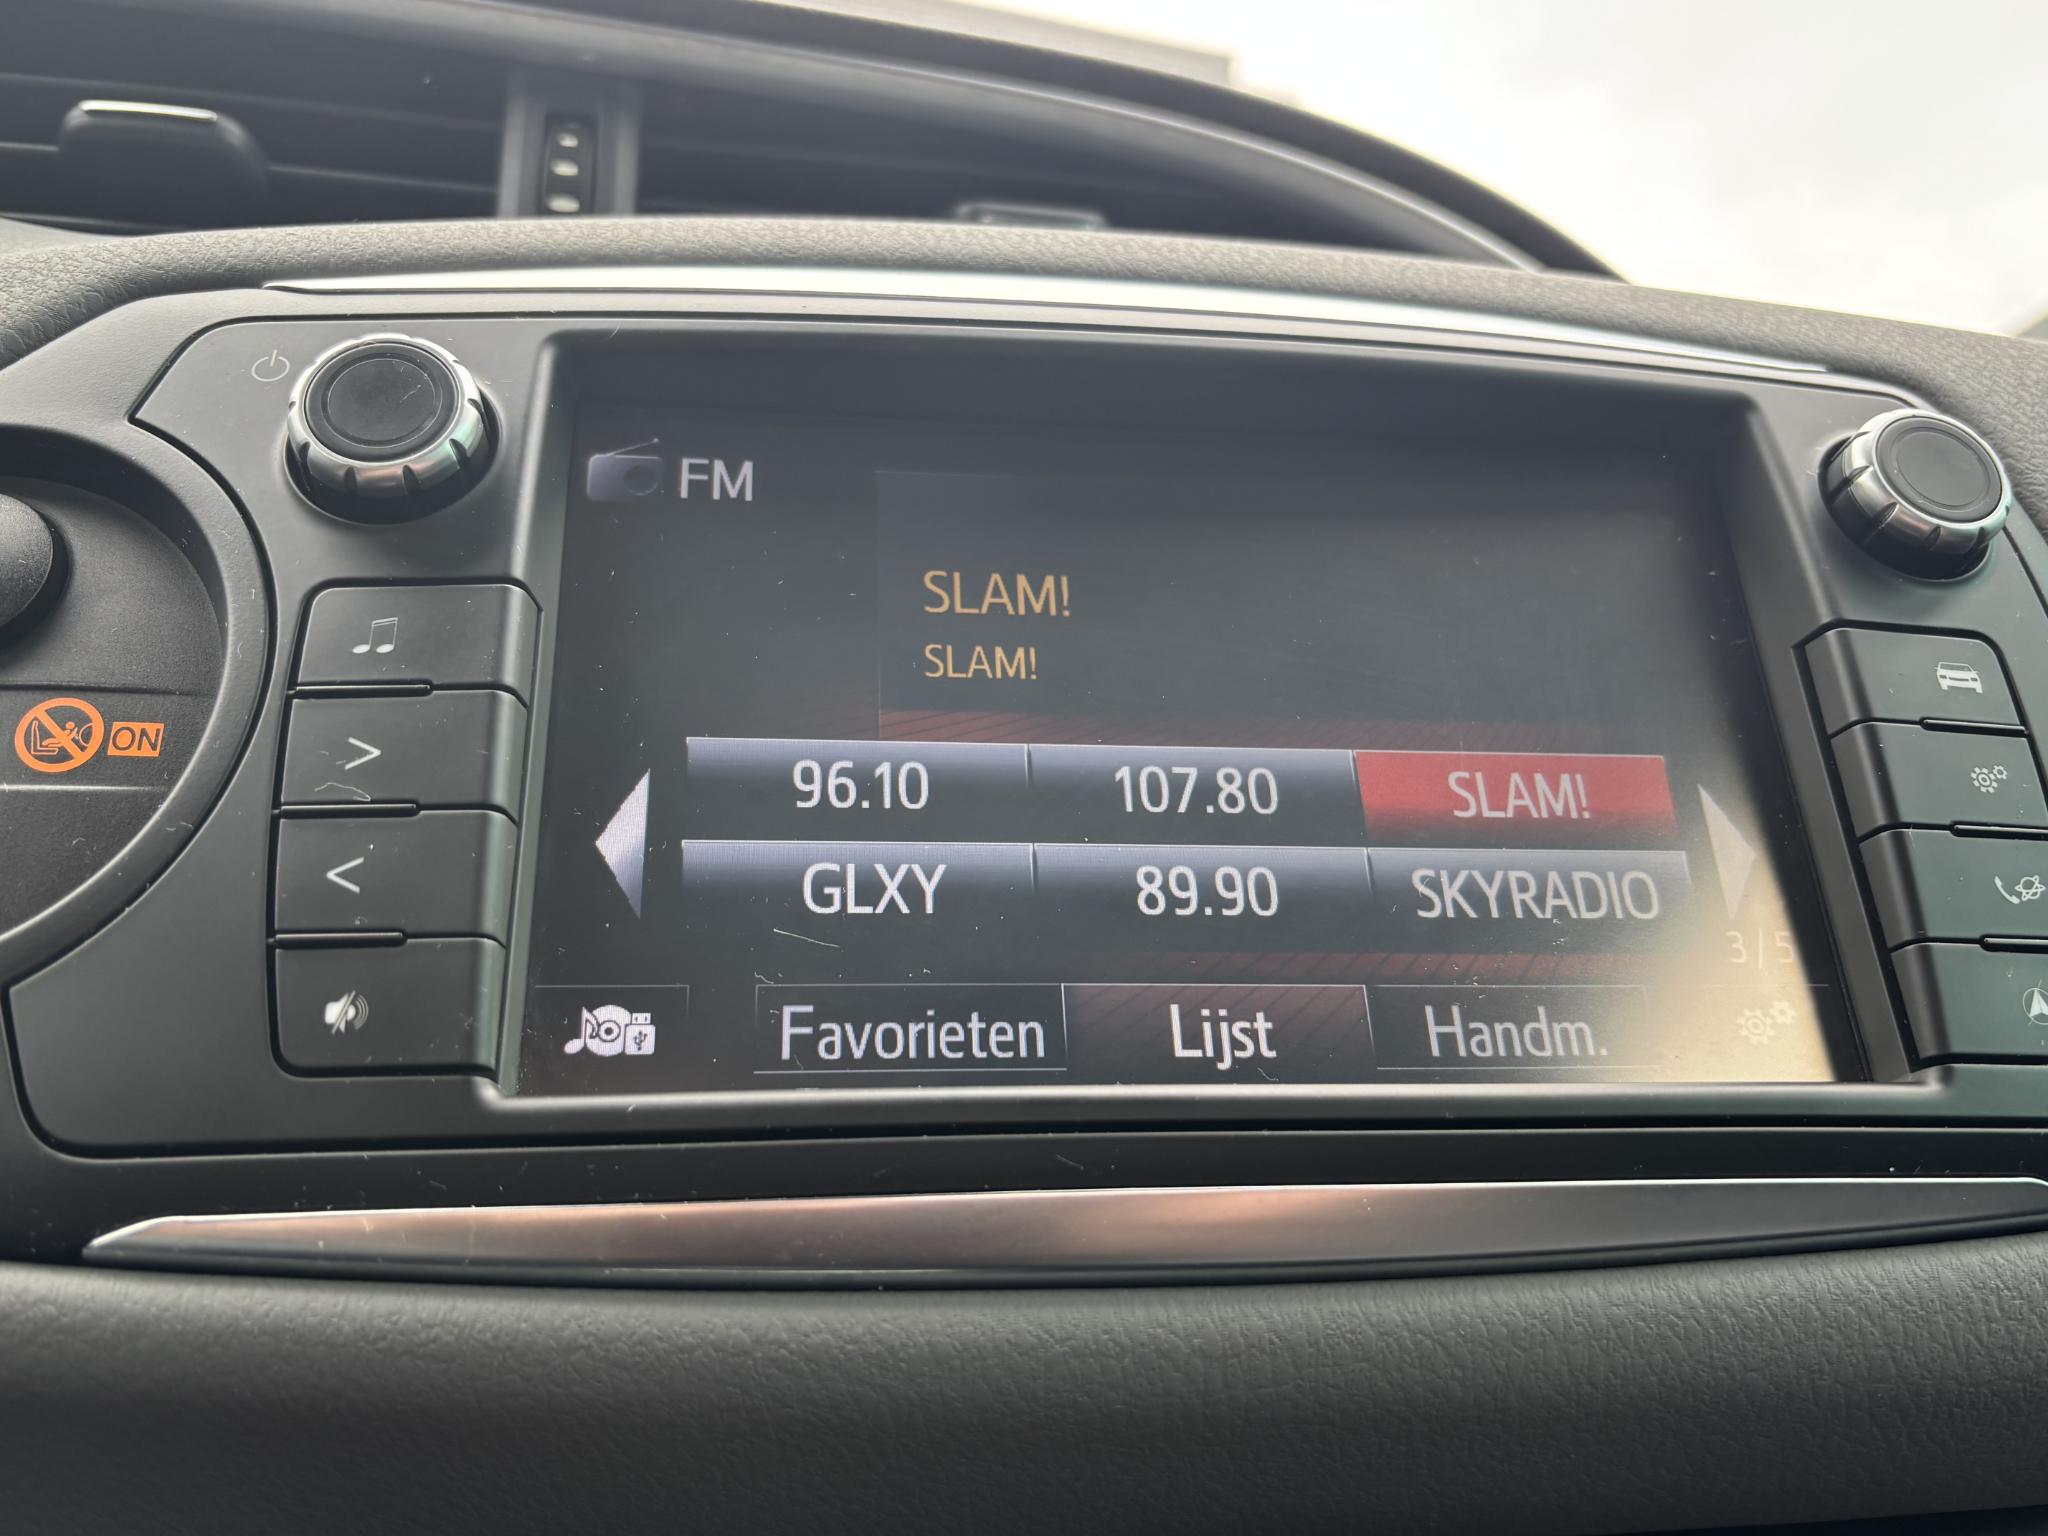 FM
SLAM!
SLAM!
96.10 107.80 SLAM!
GLXY 89.90 SKYRADIO
3 / 5
Favorieten Lijst Handm.
ON